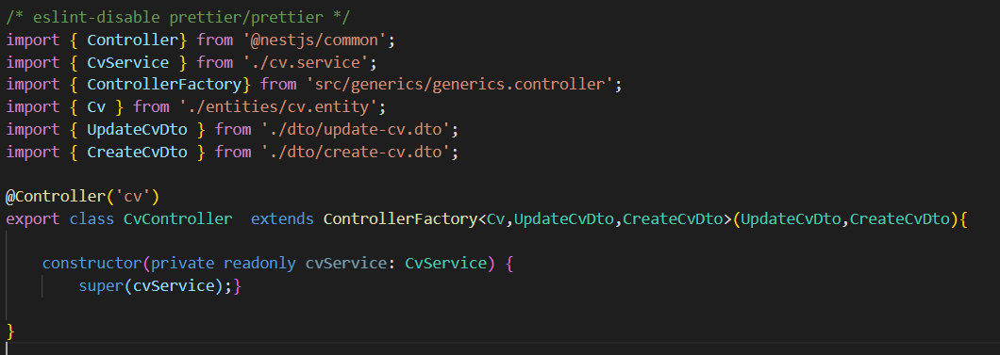 /* eslint-disable prettier/prettier */
import { Controller} from '@nestjs/common';
import { CvService } from './cv.service';
import { ControllerFactory} from 'src/generics/generics.controller';
import { Cv } from './entities/cv.entity';
import { UpdateCvDto } from './dto/update-cv.dto';
import { CreateCvDto } from './dto/create-cv.dto';
@Controller('cv')
export class CvController  extends ControllerFactory<Cv,UpdateCvDto,CreateCvDto>(UpdateCvDto,CreateCvDto){
    constructor(private readonly cvService: CvService) {
        super(cvService);}
}